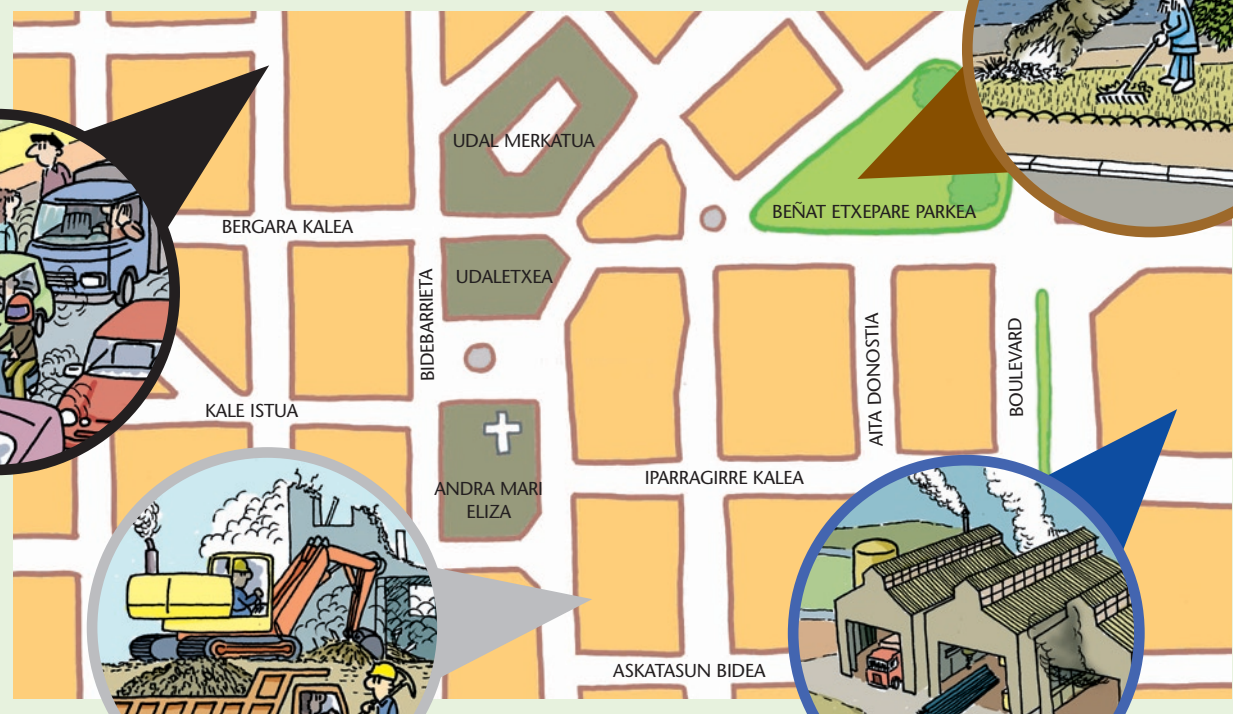 UDAL MERKATUA
BEÑAT ETXEPARE PARKEA
BERGARA KALEA
UDALETXEA
BIDEBARRIETA
AITA DONOSTIA
BOULEVARD
KALE ISTUA
IPARRAGIRRE KALEA
ANDRA MARI
ELIZA
ASKATASUN BIDEA